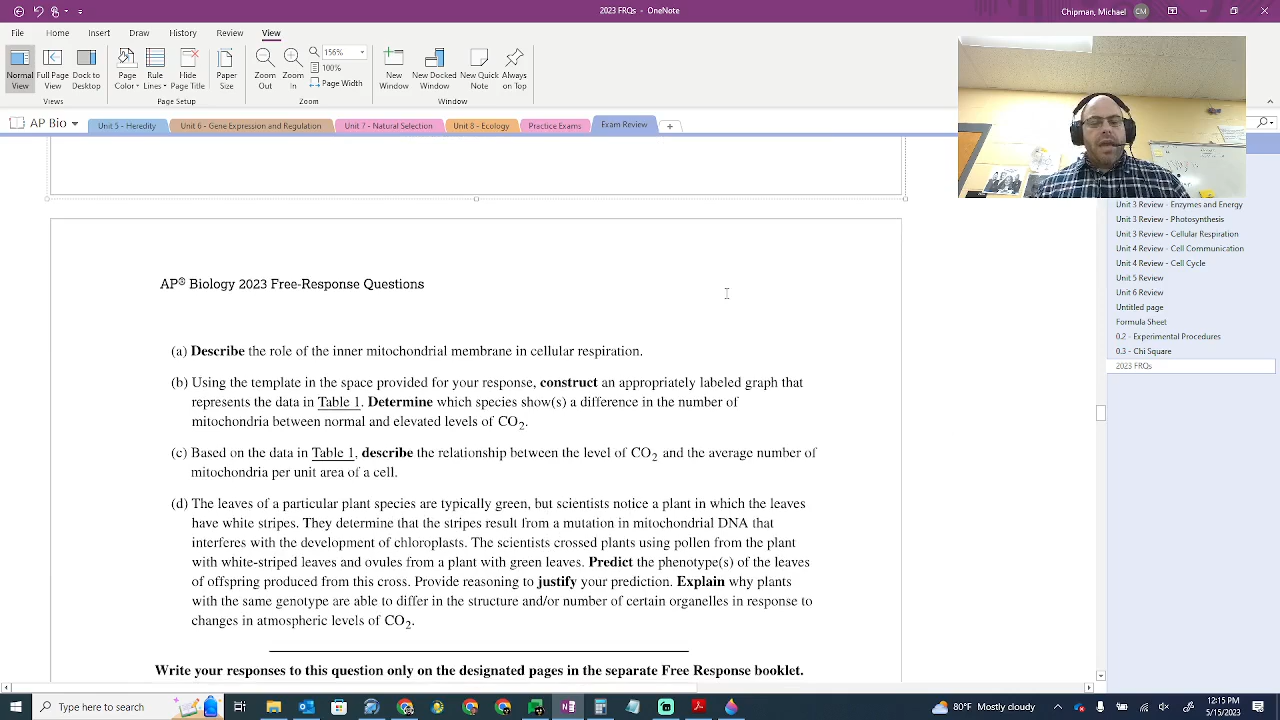 2023 FRQs - OneNote
CM
File Home Insert Draw History Review View
156%
100%
Page Width
Normal View
Full Page View
Dock to Desktop
Page Color
Rule Lines
Hide Title
Paper Size
Zoom Out
Zoom In
New Window
New Docked Window
New Quick Note
Always on Top
Views Page Setup Zoom Window
AP Bio
Unit 5 - Heredity
Unit 6 - Gene Expression and Regulation
Unit 7 - Natural Selection
Unit 8 - Ecology
Practice Exams
Exam Review
Unit 3 Review - Enzymes and Energy
Unit 3 Review - Photosynthesis
Unit 3 Review - Cellular Respiration
Unit 4 Review - Cell Communication
Unit 4 Review - Cell Cycle
Unit 5 Review
Unit 6 Review
Untitled page
Formula Sheet
0.2 - Experimental Procedures
0.3 - Chi Square
2023 FRQs
AP® Biology 2023 Free-Response Questions
(a) Describe the role of the inner mitochondrial membrane in cellular respiration.
(b) Using the template in the space provided for your response, construct an appropriately labeled graph that
represents the data in Table 1. Determine which species show(s) a difference in the number of
mitochondria between normal and elevated levels of CO₂.
(c) Based on the data in Table 1, describe the relationship between the level of CO₂ and the average number of
mitochondria per unit area of a cell.
(d) The leaves of a particular plant species are typically green, but scientists notice a plant in which the leaves
have white stripes. They determine that the stripes result from a mutation in mitochondrial DNA that
interferes with the development of chloroplasts. The scientists crossed plants using pollen from the plant
with white-striped leaves and ovules from a plant with green leaves. Predict the phenotype(s) of the leaves
of offspring produced from this cross. Provide reasoning to justify your prediction. Explain why plants
with the same genotype are able to differ in the structure and/or number of certain organelles in response to
changes in atmospheric levels of CO₂.
Write your responses to this question only on the designated pages in the separate Free Response booklet.
Type here to search
80°F
12:15 PM
5/15/2023